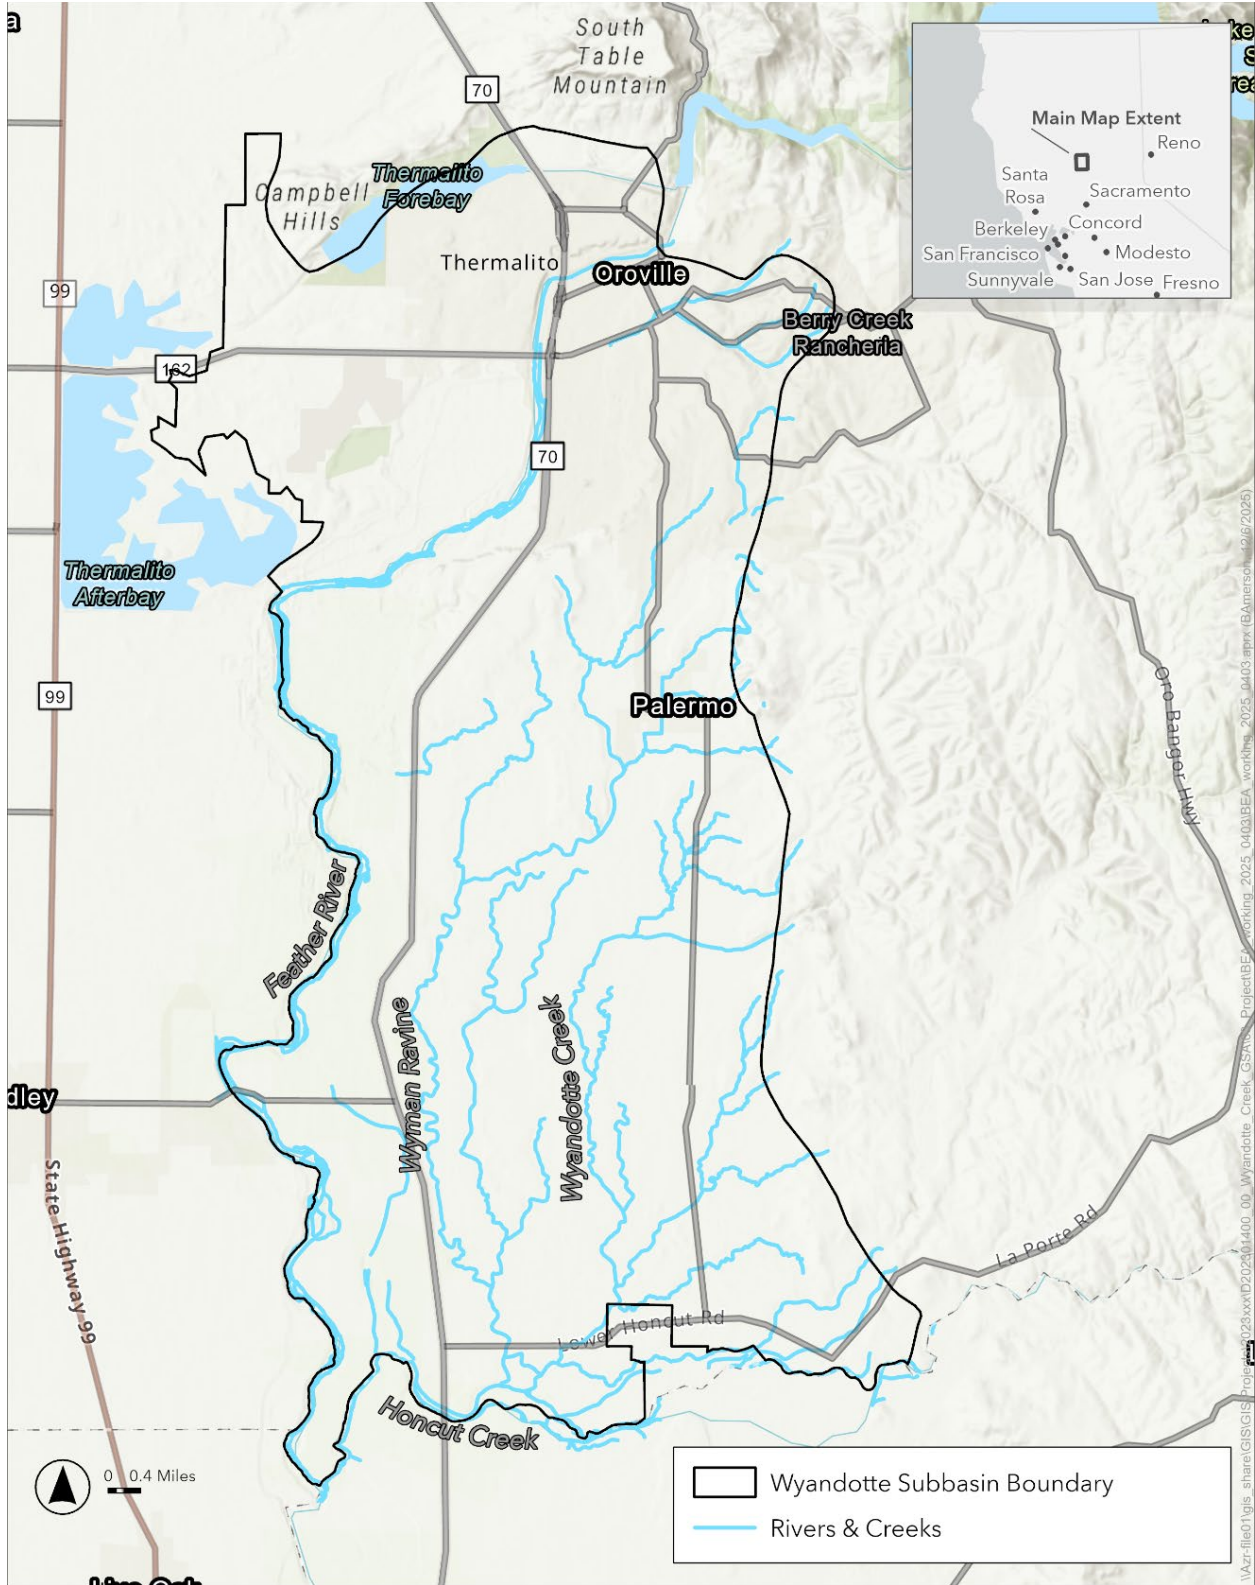 a
South
Table
Mountain
70
Main Map Extent
Reno
Santa
Rosa
Sacramento
Berkeley
Concord
San Francisco
Modesto
Sunnyvale
San Jose
Fresno
Thermalito
Forebay
Campbell
Hills
Thermalito
Oroville
99
Berry Creek
Rancheria
162
70
Thermalito
Afterbay
99
Palermo
Oro Bangor Hwy
Feather River
Wyman Ravine
Wyandotte Creek
dley
State Highway 99
La Porte Rd
Lower Honcut Rd
Honcut Creek
0 0.4 Miles
Wyandotte Subbasin Boundary
Rivers & Creeks